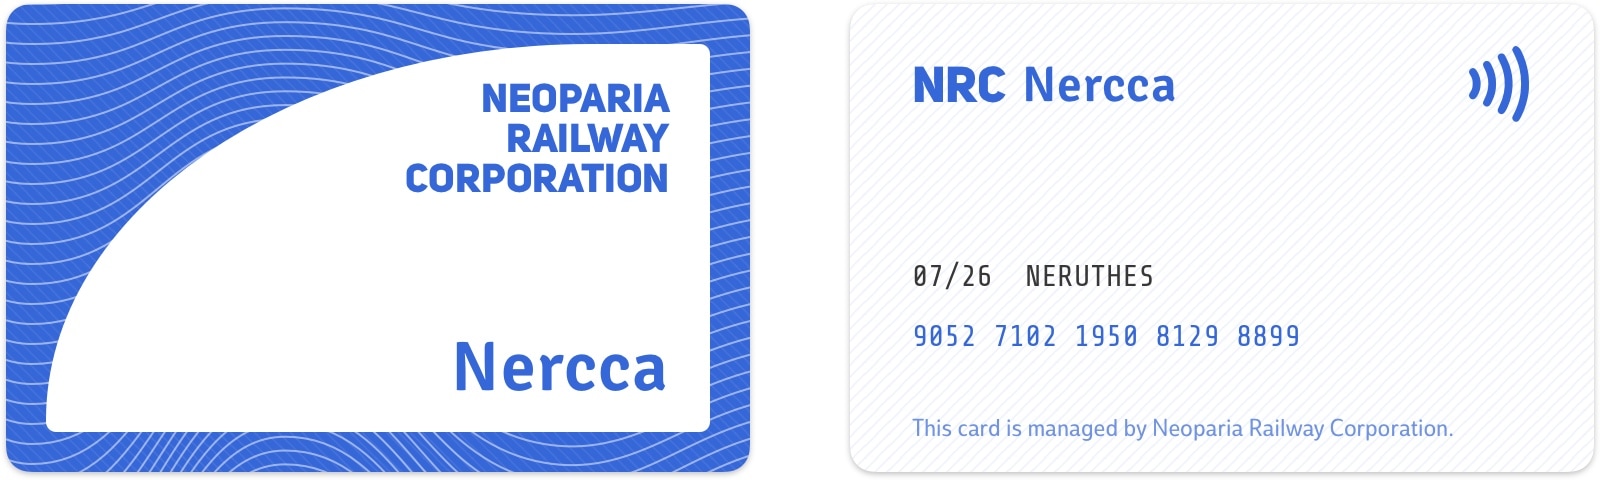 NEOPARIA
RAILWAY
CORPORATION
Nercca
NRC Nercca
07/26 NERUTHES
9052 7102 1950 8129 8899
This card is managed by Neoparia Railway Corporation.